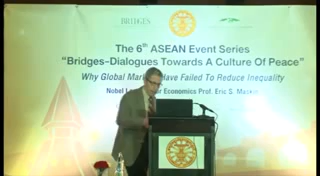 BRIDGES
The 6th ASEAN Event Series
"Bridges-Dialogues Towards A Culture Of Peace"
Why Global Mar Have Failed To Reduce Inequality
Nobel L Economics Prof. Eric S. Maskin